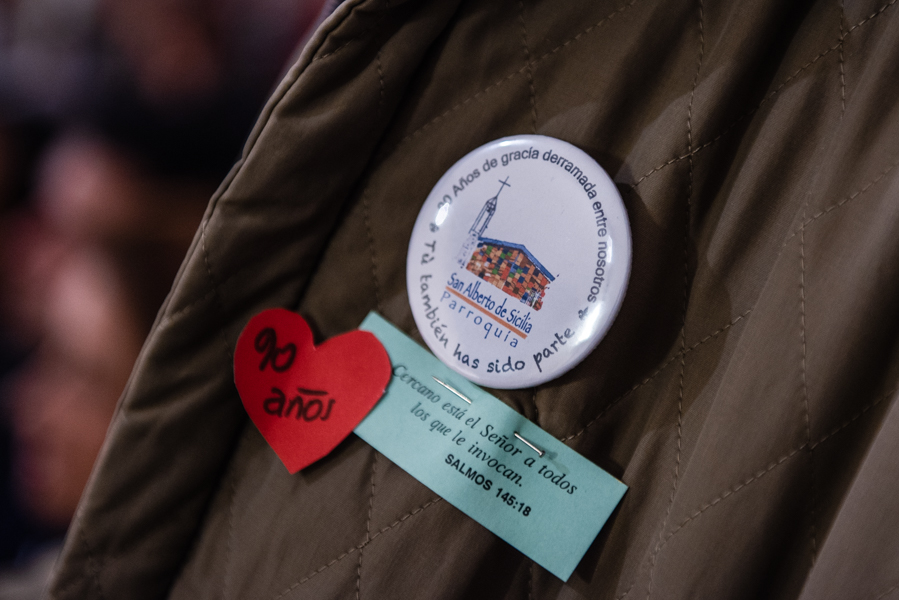 90 Años de gracia derramada entre nosotros
San Alberto de Sicilia
Parroquia
Tú también has sido parte
90
años
Cercano está el Señor a todos
los que le invocan.
SALMOS 145:18